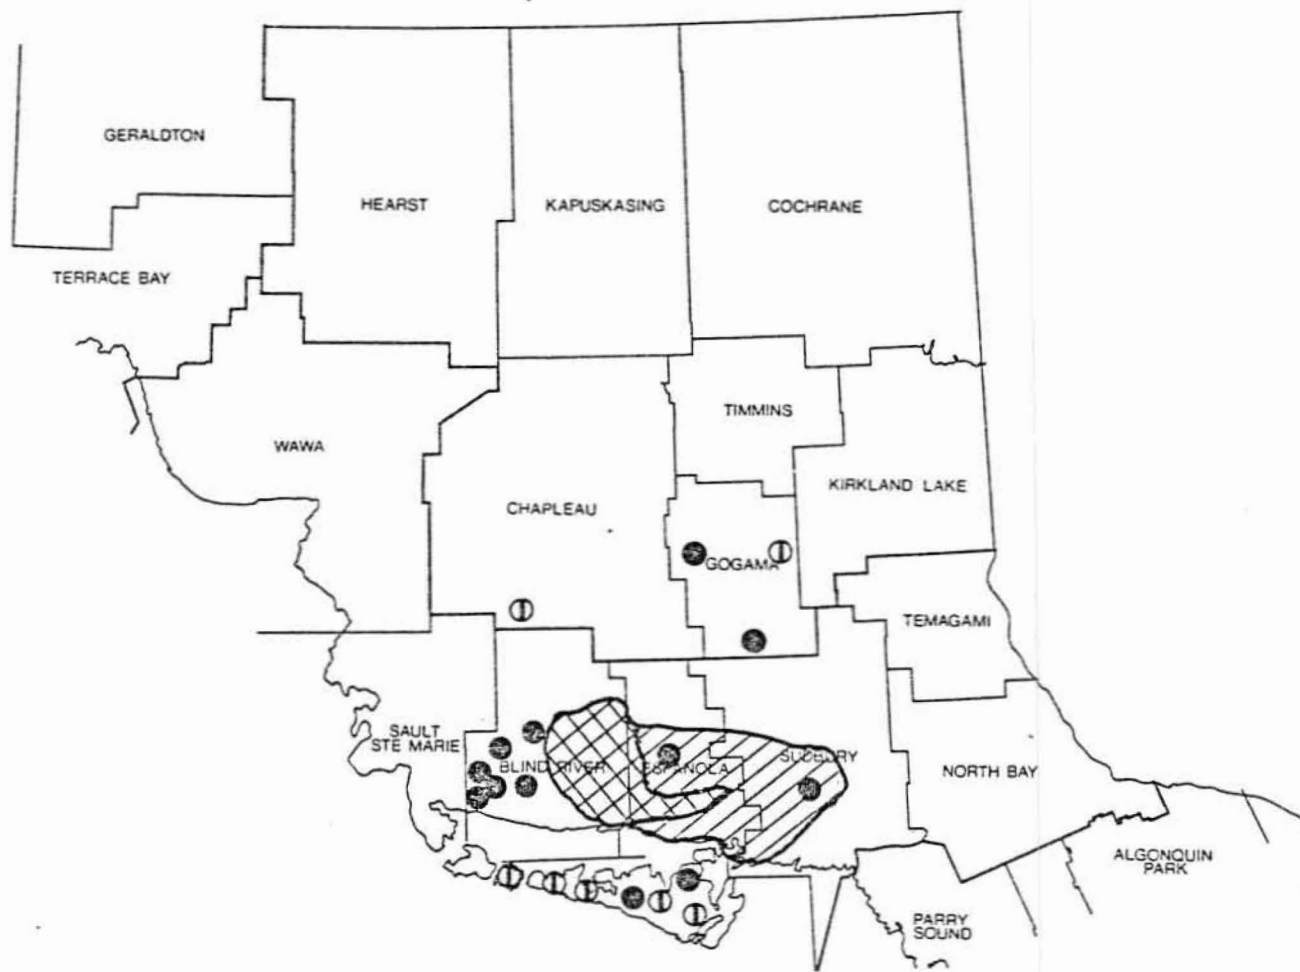 GERALDTON
HEARST
KAPUSKASING
COCHRANE
TERRACE BAY
TIMMINS
WAWA
KIRKLAND LAKE
CHAPLEAU
GOGAMA
TEMAGAMI
SAULT
STE MARIE
BLIND RIVER
ESPANOLA
SUDBURY
NORTH BAY
ALGONQUIN
PARK
PARRY
SOUND